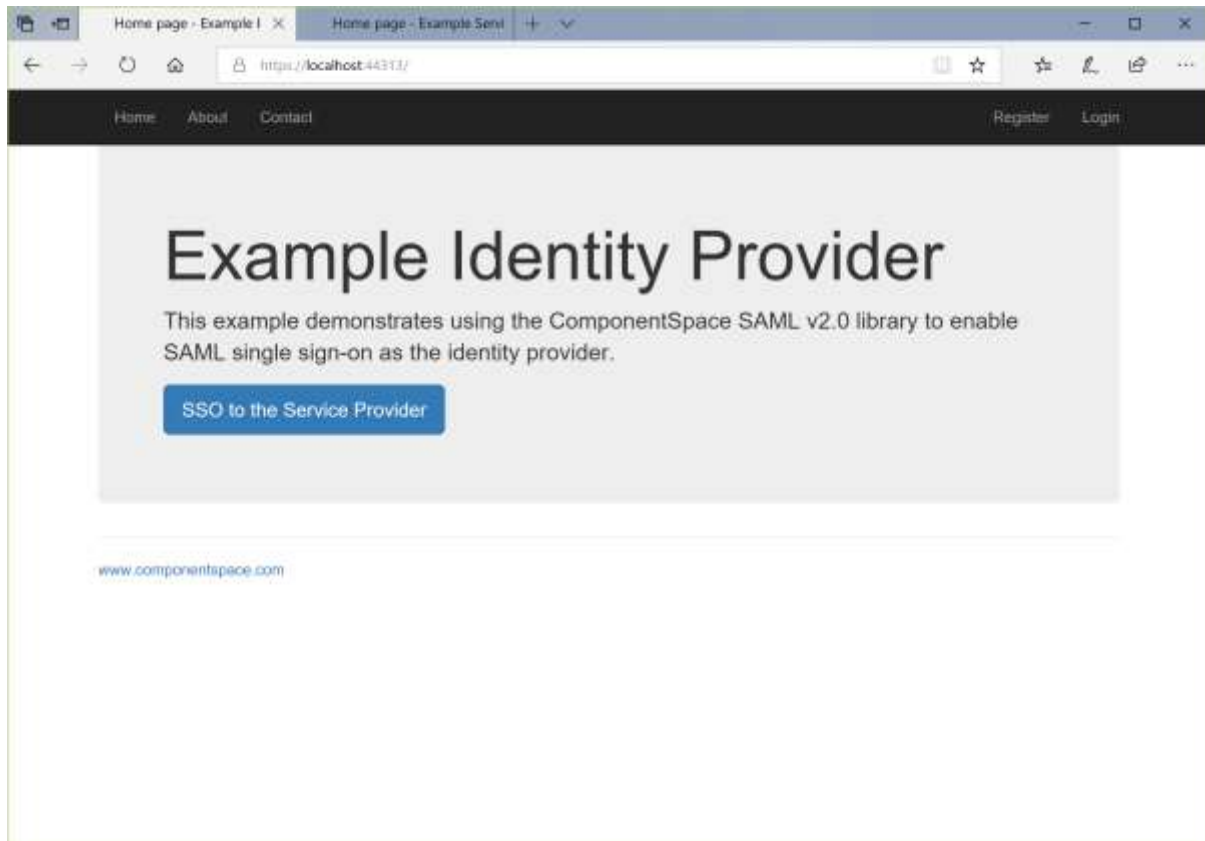 Home page - Example I
Home page - Example Servi
https://localhost:44313/
Home About Contact Register Login
Example Identity Provider
This example demonstrates using the ComponentSpace SAML v2.0 library to enable
SAML single sign-on as the identity provider.
SSO to the Service Provider
www.componentspace.com